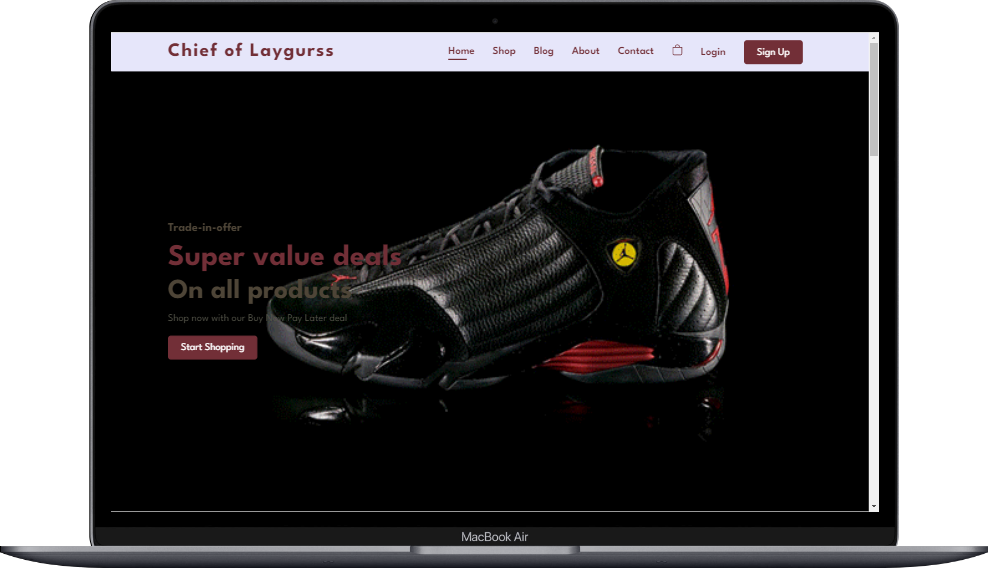 Chief of Laygurss
Home Shop Blog About Contact Login Sign Up
Trade-in-offer
Super value deals
On all products
Shop now with our Buy Now Pay Later deal
Start Shopping
MacBook Air